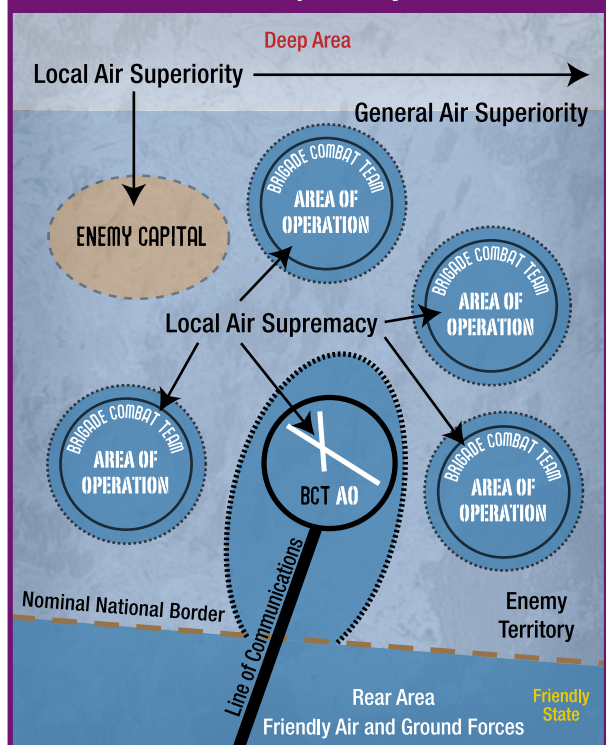 Deep Area
Local Air Superiority
General Air Superiority
BRIGADE COMBAT TEAM
AREA OF
OPERATION
ENEMY CAPITAL
BRIGADE COMBAT TEAM
AREA OF
OPERATION
Local Air Supremacy
BRIGADE COMBAT TEAM
AREA OF
OPERATION
BCT AO
BRIGADE COMBAT TEAM
AREA OF
OPERATION
Line of Communications
Nominal National Border
Enemy
Territory
Rear Area
Friendly Air and Ground Forces
Friendly
State